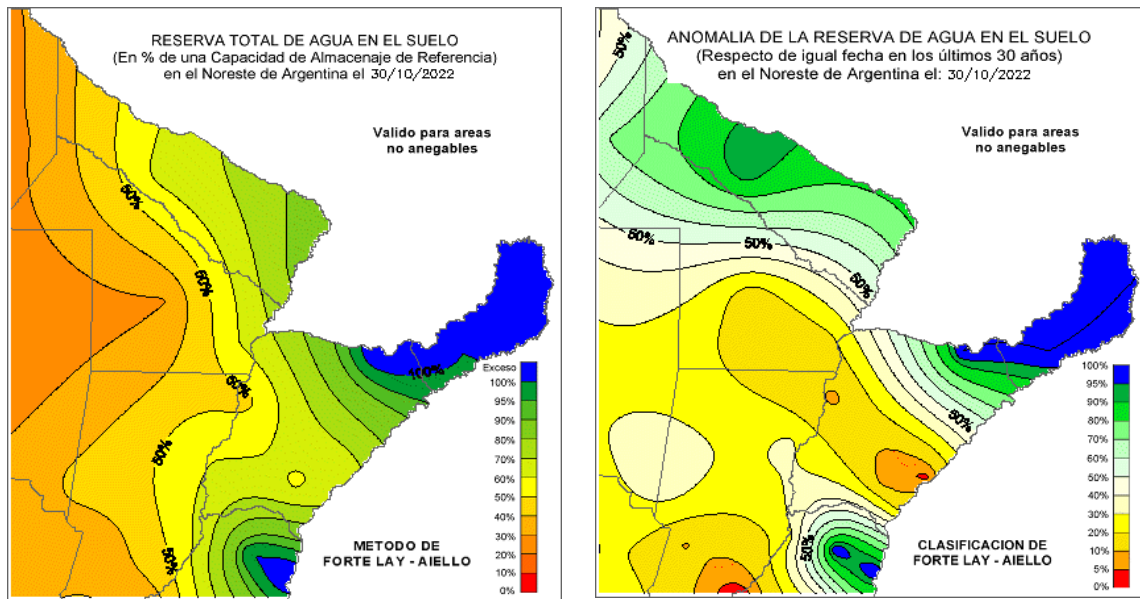 RESERVA TOTAL DE AGUA EN EL SUELO
(En % de una Capacidad de Almacenaje de Referencia)
en el Noreste de Argentina el 30/10/2022
Valido para areas
no anegables
50%
50%
50%
50%
50%
100%
Exceso
100%
95%
90%
80%
70%
60%
50%
40%
30%
20%
10%
0%
METODO DE
FORTE LAY - AIELLO
ANOMALIA DE LA RESERVA DE AGUA EN EL SUELO
(Respecto de igual fecha en los últimos 30 años)
en el Noreste de Argentina el: 30/10/2022
Valido para areas
no anegables
50%
50%
50%
50%
50%
50%
100%
95%
90%
80%
70%
60%
50%
40%
30%
20%
10%
5%
0%
CLASIFICACION DE
FORTE LAY - AIELLO